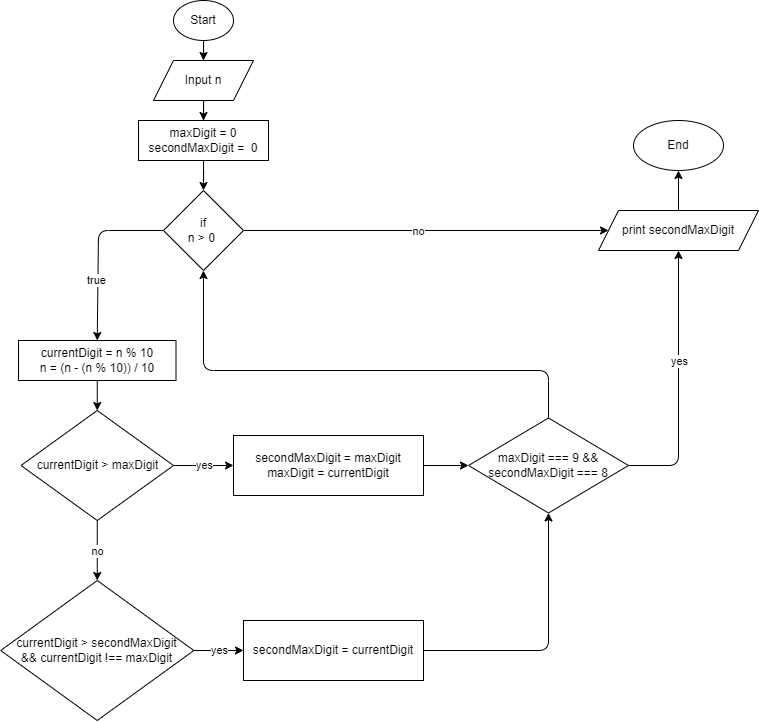 Start
Input n
maxDigit = 0
secondMaxDigit = 0
if
n > 0
no
print secondMaxDigit
End
true
currentDigit = n % 10
n = (n - (n % 10)) / 10
currentDigit > maxDigit
yes
secondMaxDigit = maxDigit
maxDigit = currentDigit
maxDigit === 9 &&
secondMaxDigit === 8
yes
no
currentDigit > secondMaxDigit
&& currentDigit !== maxDigit
yes
secondMaxDigit = currentDigit